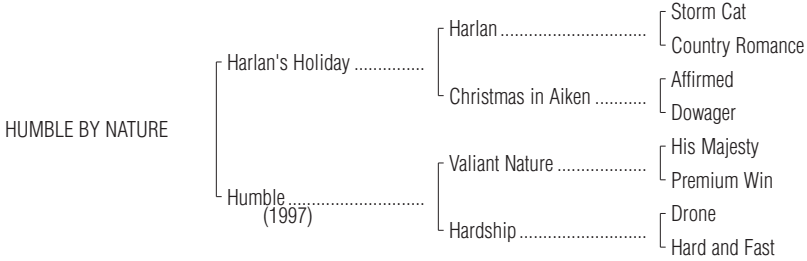 Storm Cat
Harlan ..............................
Country Romance
Harlan's Holiday ...............
Affirmed
Christmas in Aiken ...........
Dowager
HUMBLE BY NATURE
His Majesty
Valiant Nature ...................
Premium Win
Humble .............................
(1997)
Drone
Hardship ...........................
Hard and Fast